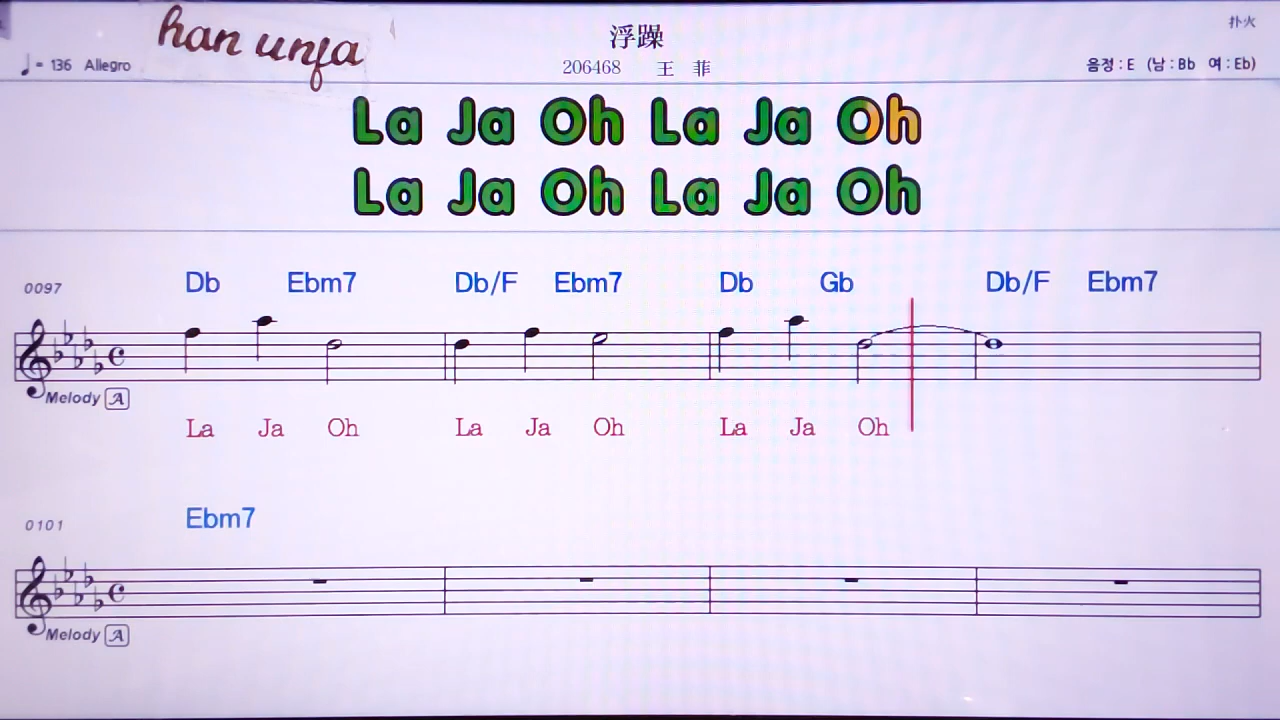 han unja
浮躁
扑火
♩= 136 Allegro
206468 王 菲
음정 : E (남 : Bb 여 : Eb)
La Ja Oh La Ja Oh
La Ja Oh La Ja Oh
0097
Db Ebm7 Db/F Ebm7 Db Gb Db/F Ebm7
Melody A
La Ja Oh La Ja Oh La Ja Oh
0101
Ebm7
Melody A